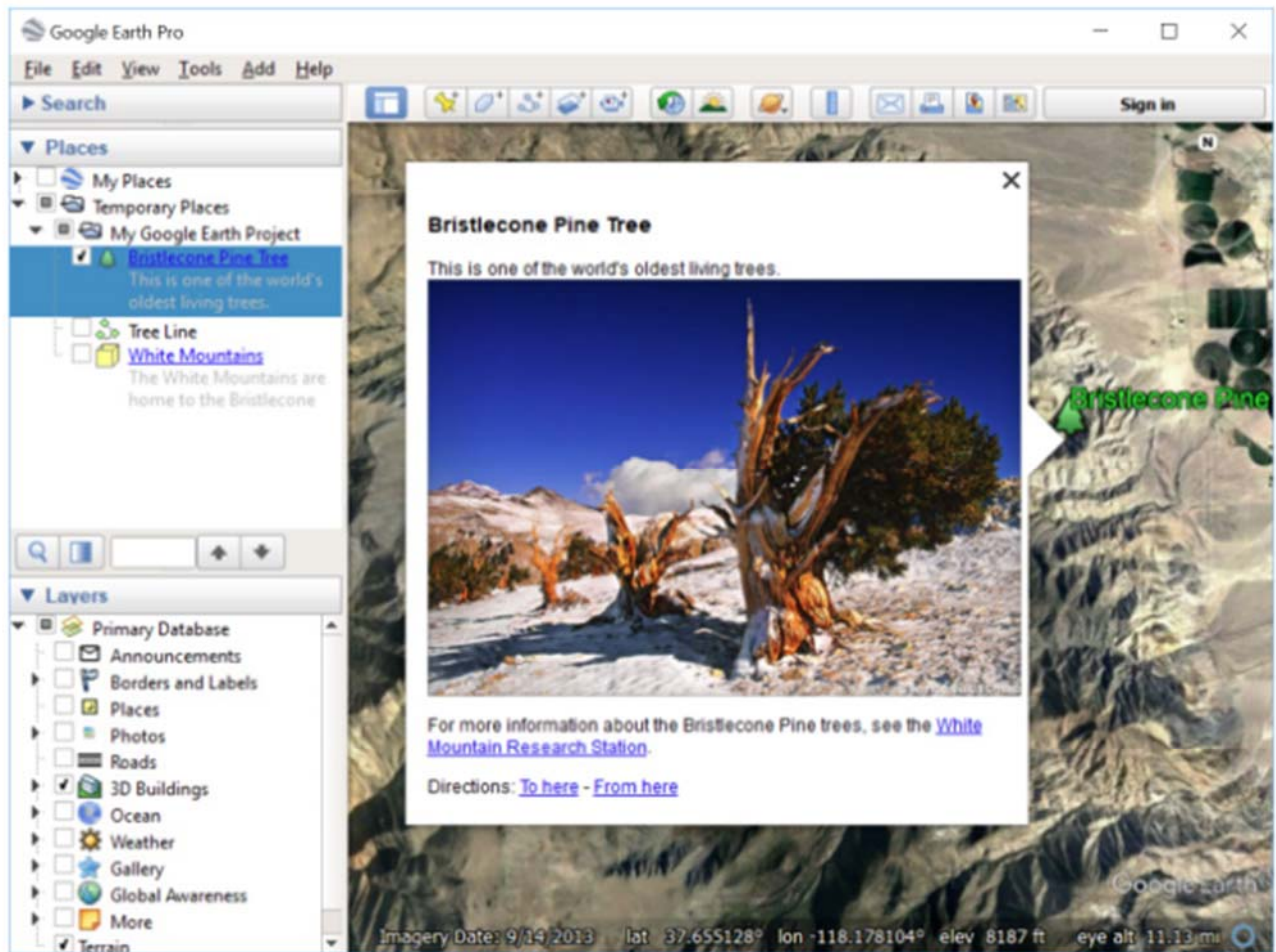 Google Earth Pro
File Edit View Tools Add Help
Search
Sign in
Places
My Places
Temporary Places
My Google Earth Project
Bristlecone Pine Tree
This is one of the world's
oldest living trees.
Tree Line
White Mountains
The White Mountains are
home to the Bristlecone
Layers
Primary Database
Announcements
Borders and Labels
Places
Photos
Roads
3D Buildings
Ocean
Weather
Gallery
Global Awareness
More
Terrain
N
Bristlecone Pine Tree
This is one of the world's oldest living trees.
For more information about the Bristlecone Pine trees, see the White
Mountain Research Station.
Directions: To here - From here
Bristlecone Pine
Google Earth
Imagery Date: 9/14/2013 lat 37.655128° lon -118.178104° elev 8187 ft eye alt 11.13 mi